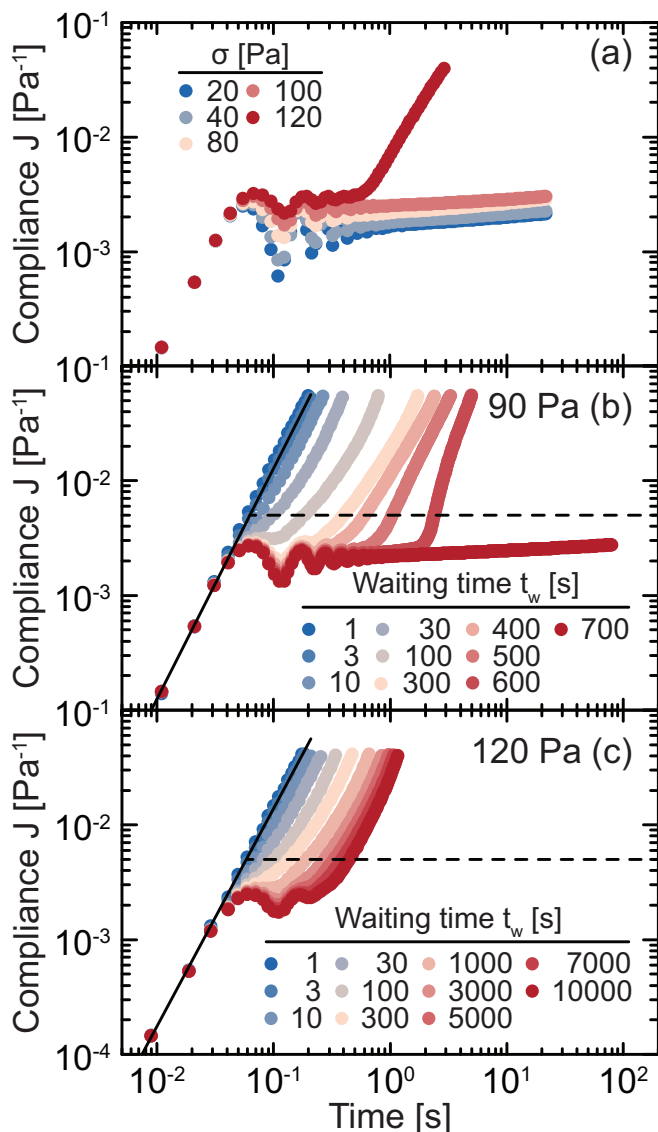 (a)
σ [Pa]
20 100
40 120
80
10⁻¹
10⁻²
10⁻³
10⁻¹
Compliance J [Pa⁻¹]
90 Pa (b)
10⁻²
10⁻³
10⁻¹
Compliance J [Pa⁻¹]
Waiting time t_w [s]
1 30 400 700
3 100 500
10 300 600
120 Pa (c)
10⁻²
10⁻³
10⁻⁴
Compliance J [Pa⁻¹]
Waiting time t_w [s]
1 30 1000 7000
3 100 3000 10000
10 300 5000
10⁻² 10⁻¹ 10⁰ 10¹ 10²
Time [s]